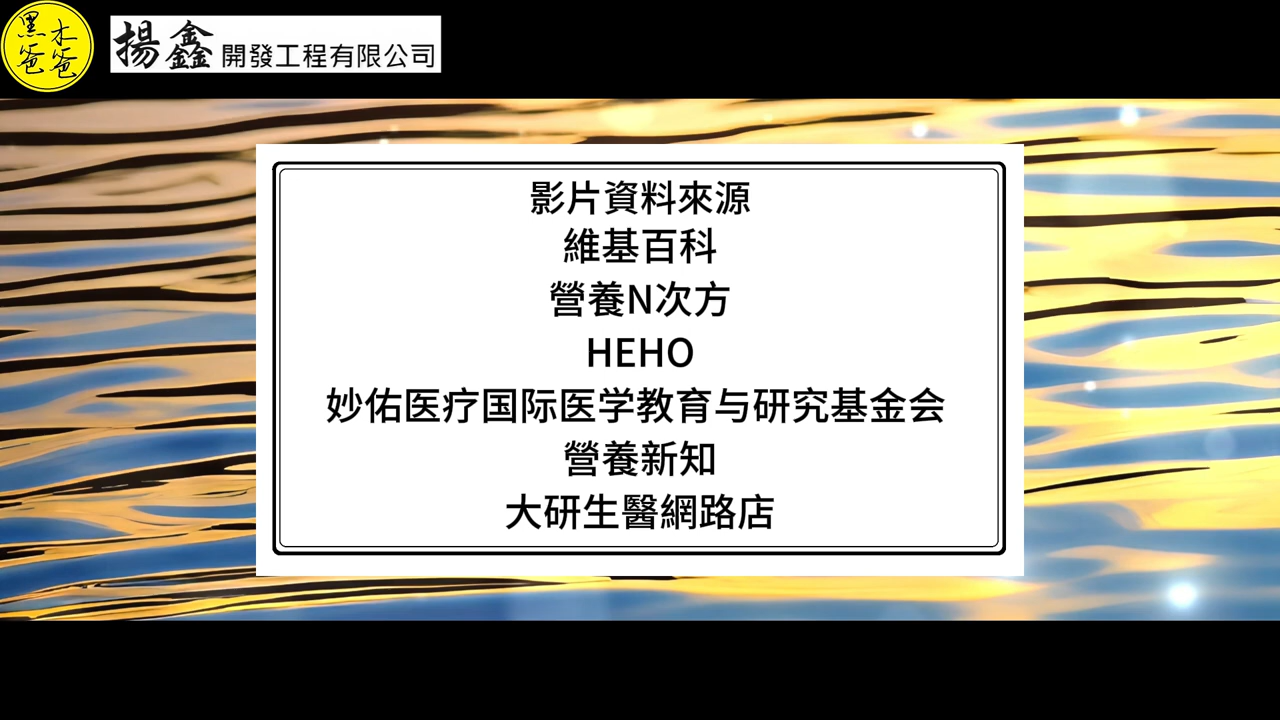 黑木
爸爸
揚鑫開發工程有限公司
影片資料來源
維基百科
營養N次方
HEHO
妙佑医疗国际医学教育与研究基金会
營養新知
大研生醫網路店